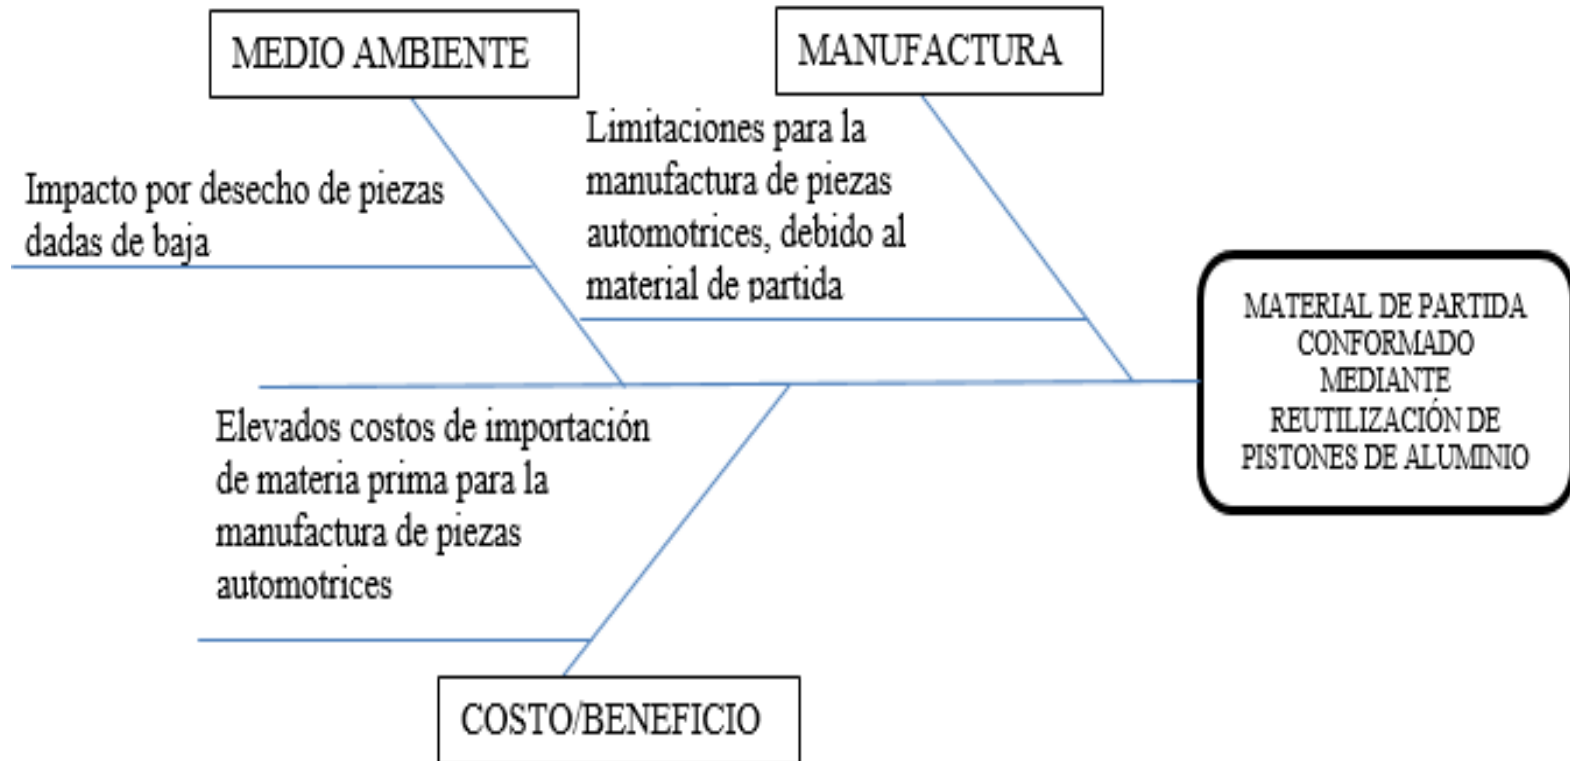 MEDIO AMBIENTE
MANUFACTURA
Impacto por desecho de piezas
dadas de baja
Limitaciones para la
manufactura de piezas
automotrices, debido al
material de partida
MATERIAL DE PARTIDA
CONFORMADO
MEDIANTE
REUTILIZACIÓN DE
PISTONES DE ALUMINIO
Elevados costos de importación
de materia prima para la
manufactura de piezas
automotrices
COSTO/BENEFICIO